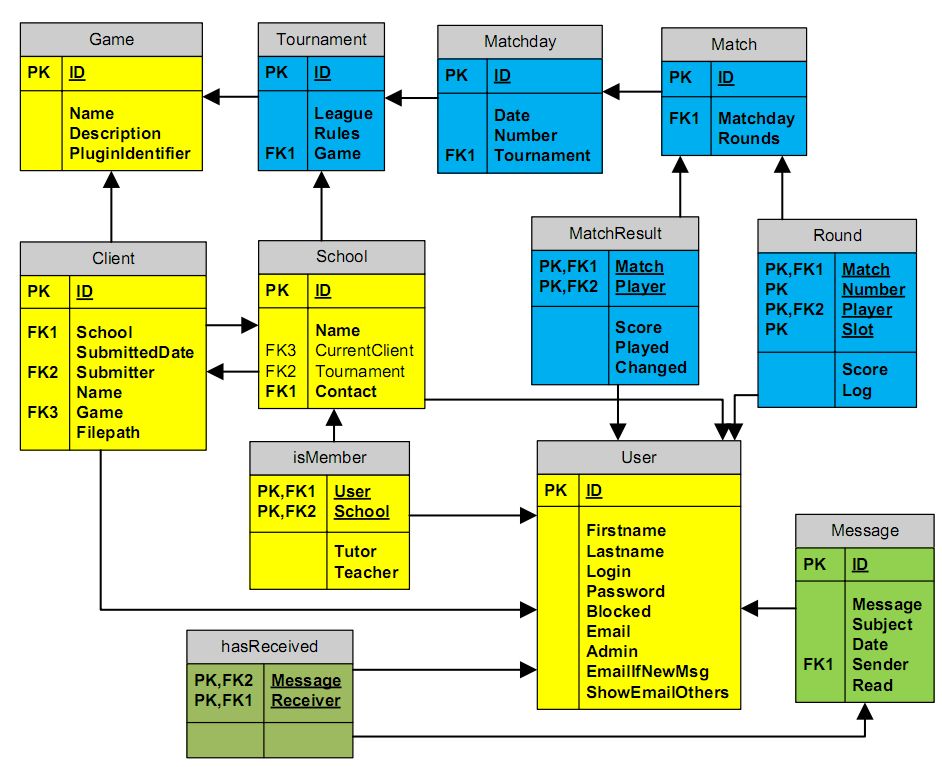 Game
PK ID
Name
Description
PluginIdentifier
Tournament
PK ID
League
Rules
FK1 Game
Matchday
PK ID
Date
Number
FK1 Tournament
Match
PK ID
FK1 Matchday
Rounds
Client
PK ID
FK1 School
SubmittedDate
FK2 Submitter
Name
FK3 Game
Filepath
School
PK ID
Name
FK3 CurrentClient
FK2 Tournament
FK1 Contact
MatchResult
PK,FK1 Match
PK,FK2 Player
Score
Played
Changed
Round
PK,FK1 Match
PK Number
PK,FK2 Player
PK Slot
Score
Log
isMember
PK,FK1 User
PK,FK2 School
Tutor
Teacher
User
PK ID
Firstname
Lastname
Login
Password
Blocked
Email
Admin
EmailIfNewMsg
ShowEmailOthers
Message
PK ID
Message
Subject
Date
FK1 Sender
Read
hasReceived
PK,FK2 Message
PK,FK1 Receiver